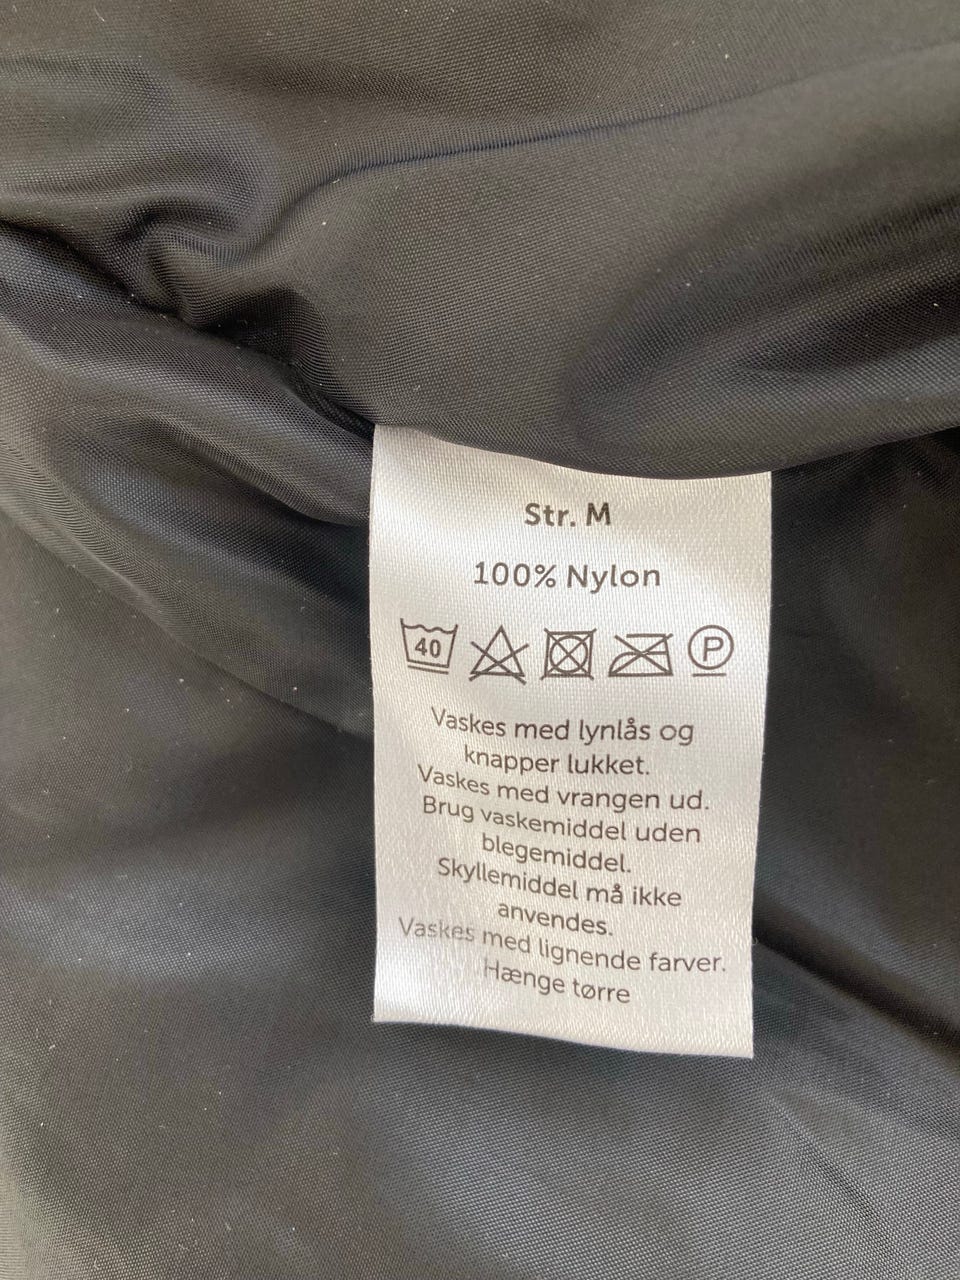 Str. M
100% Nylon
40 P
Vaskes med lynlås og
knapper lukket.
Vaskes med vrangen ud.
Brug vaskemiddel uden
blegemiddel.
Skyllemiddel må ikke
anvendes.
Vaskes med lignende farver.
Hænge tørre